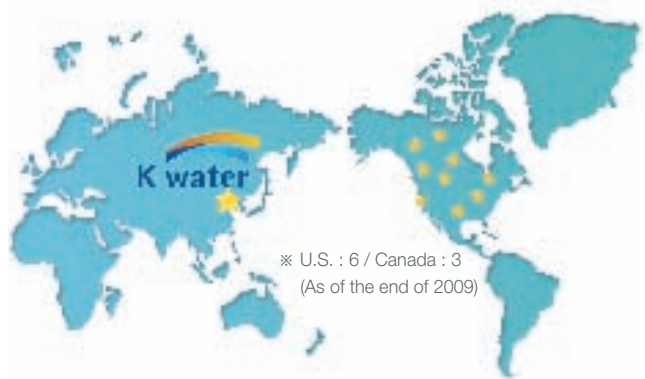 K water
※ U.S. : 6 / Canada : 3
(As of the end of 2009)